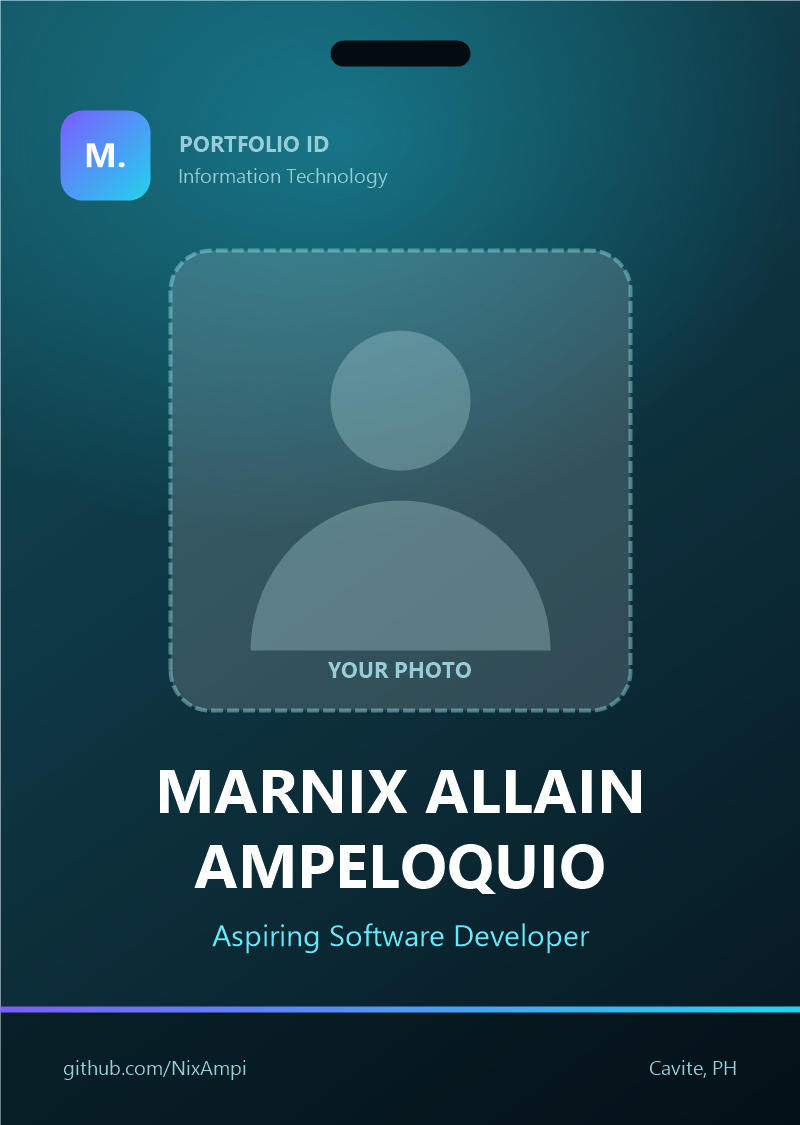 M.
PORTFOLIO ID
Information Technology
YOUR PHOTO
MARNIX ALLAIN
AMPELOQUIO
Aspiring Software Developer
github.com/NixAmpi
Cavite, PH